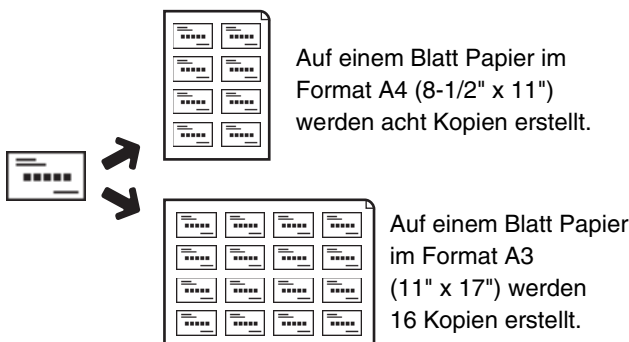 Auf einem Blatt Papier im
Format A4 (8-1/2" x 11")
werden acht Kopien erstellt.
Auf einem Blatt Papier
im Format A3
(11" x 17") werden
16 Kopien erstellt.